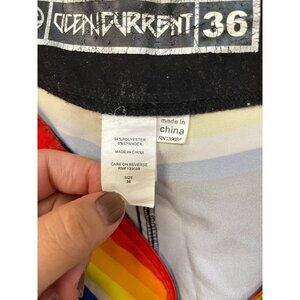 OCEAN CURRENT 36
made in
china
94%POLYESTER
6%SPANDEX
MADE IN CHINA
CARE ON REVERSE
SIZE
36